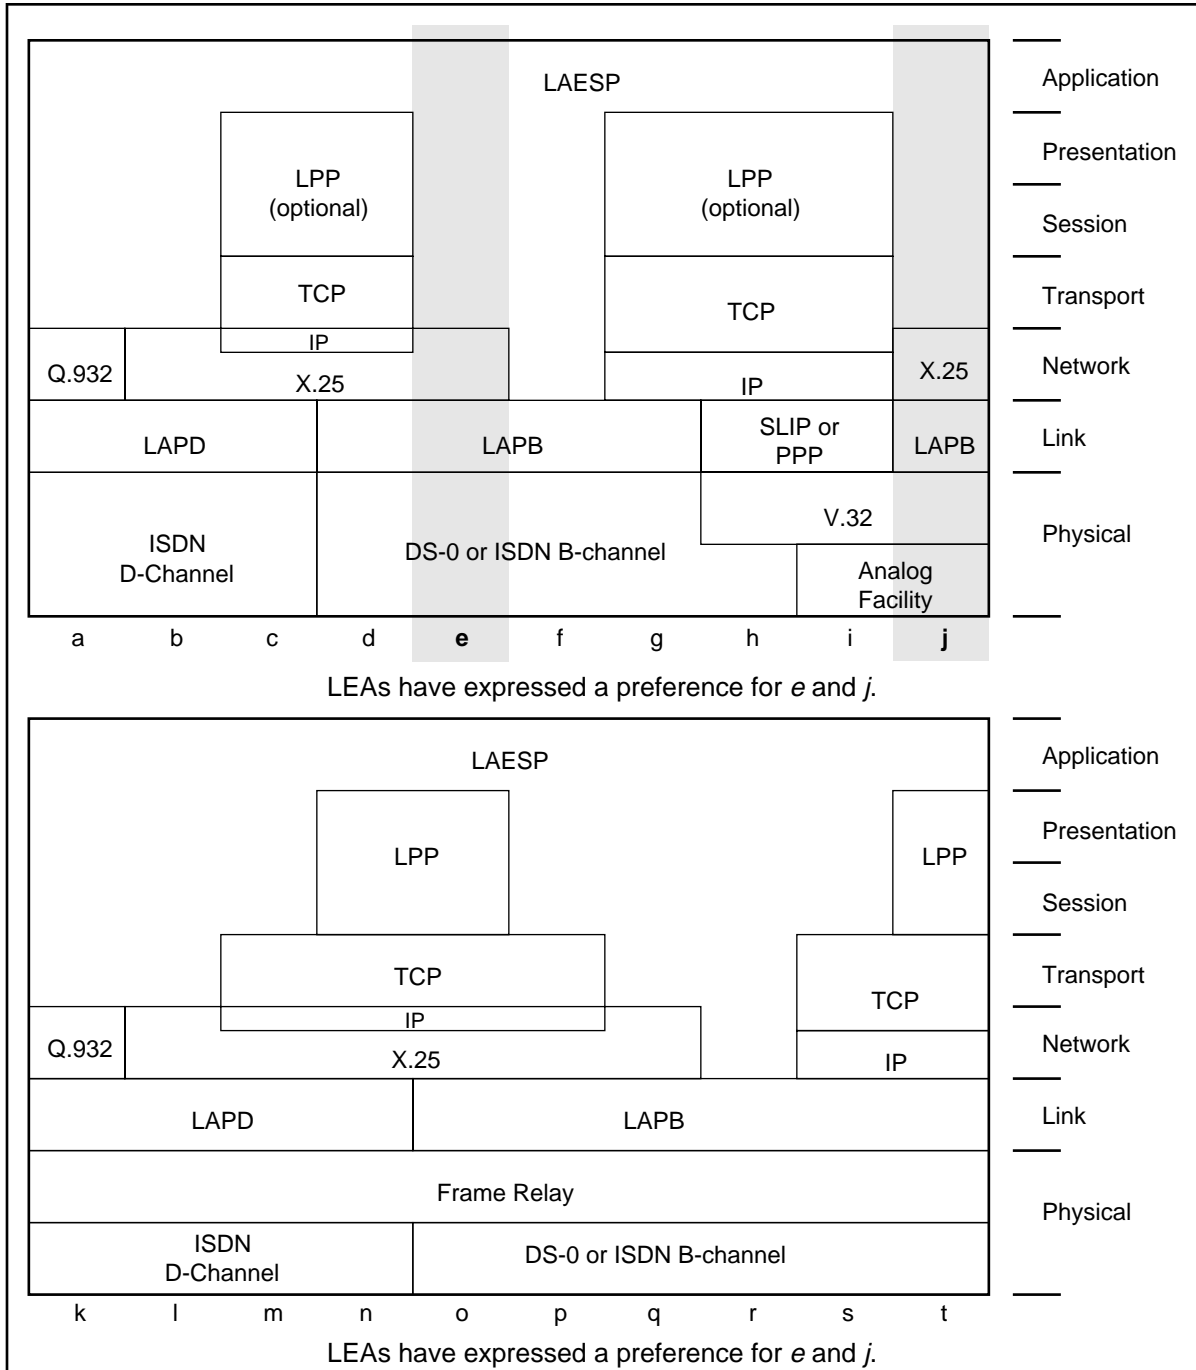 LAESP
Application
LPP
(optional)
LPP
(optional)
Presentation
Session
TCP
TCP
Transport
Q.932
IP
X.25
IP
X.25
Network
LAPD
LAPB
SLIP or
PPP
LAPB
Link
ISDN
D-Channel
DS-0 or ISDN B-channel
V.32
Analog
Facility
Physical
a b c d e f g h i j
LEAs have expressed a preference for e and j.
LAESP
Application
LPP
LPP
Presentation
Session
TCP
TCP
Transport
Q.932
IP
X.25
IP
Network
LAPD
LAPB
Link
Frame Relay
Physical
ISDN
D-Channel
DS-0 or ISDN B-channel
k l m n o p q r s t
LEAs have expressed a preference for e and j.